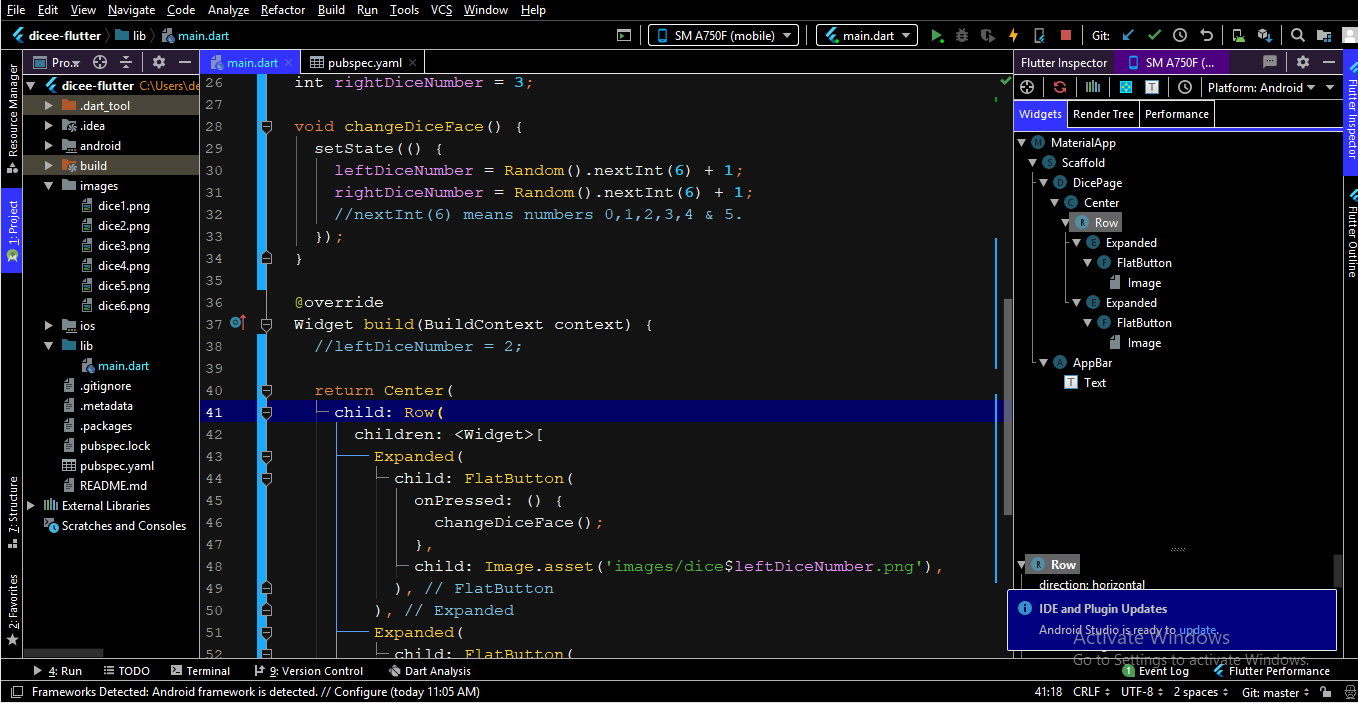 File Edit View Navigate Code Analyze Refactor Build Run Tools VCS Window Help
dicee-flutter lib main.dart SM A750F (mobile) main.dart Git:
Pro.. main.dart pubspec.yaml Flutter Inspector SM A750F (...
dicee-flutter C:\Users\de
.dart_tool
.idea
android
build
images
dice1.png
dice2.png
dice3.png
dice4.png
dice5.png
dice6.png
ios
lib
main.dart
.gitignore
.metadata
.packages
pubspec.lock
pubspec.yaml
README.md
External Libraries
Scratches and Consoles
Resource Manager
1: Project
7: Structure
2: Favorites
26 int rightDiceNumber = 3;
27
28 void changeDiceFace() {
29 setState(() {
30 leftDiceNumber = Random().nextInt(6) + 1;
31 rightDiceNumber = Random().nextInt(6) + 1;
32 //nextInt(6) means numbers 0,1,2,3,4 & 5.
33 });
34 }
35
36 @override
37 Widget build(BuildContext context) {
38 //leftDiceNumber = 2;
39
40 return Center(
41 child: Row(
42 children: <Widget>[
43 Expanded(
44 child: FlatButton(
45 onPressed: () {
46 changeDiceFace();
47 },
48 child: Image.asset('images/dice$leftDiceNumber.png'),
49 ), // FlatButton
50 ), // Expanded
51 Expanded(
52 child: FlatButton(
Platform: Android
Widgets Render Tree Performance
MaterialApp
Scaffold
DicePage
Center
Row
Expanded
FlatButton
Image
Expanded
FlatButton
Image
AppBar
Text
Row
direction: horizontal
Flutter Inspector
Flutter Outline
IDE and Plugin Updates
Android Studio is ready to update.
Activate Windows
Go to Settings to activate Windows.
4: Run TODO Terminal 9: Version Control Dart Analysis 1 Event Log Flutter Performance
Frameworks Detected: Android framework is detected. // Configure (today 11:05 AM) 41:18 CRLF UTF-8 2 spaces Git: master